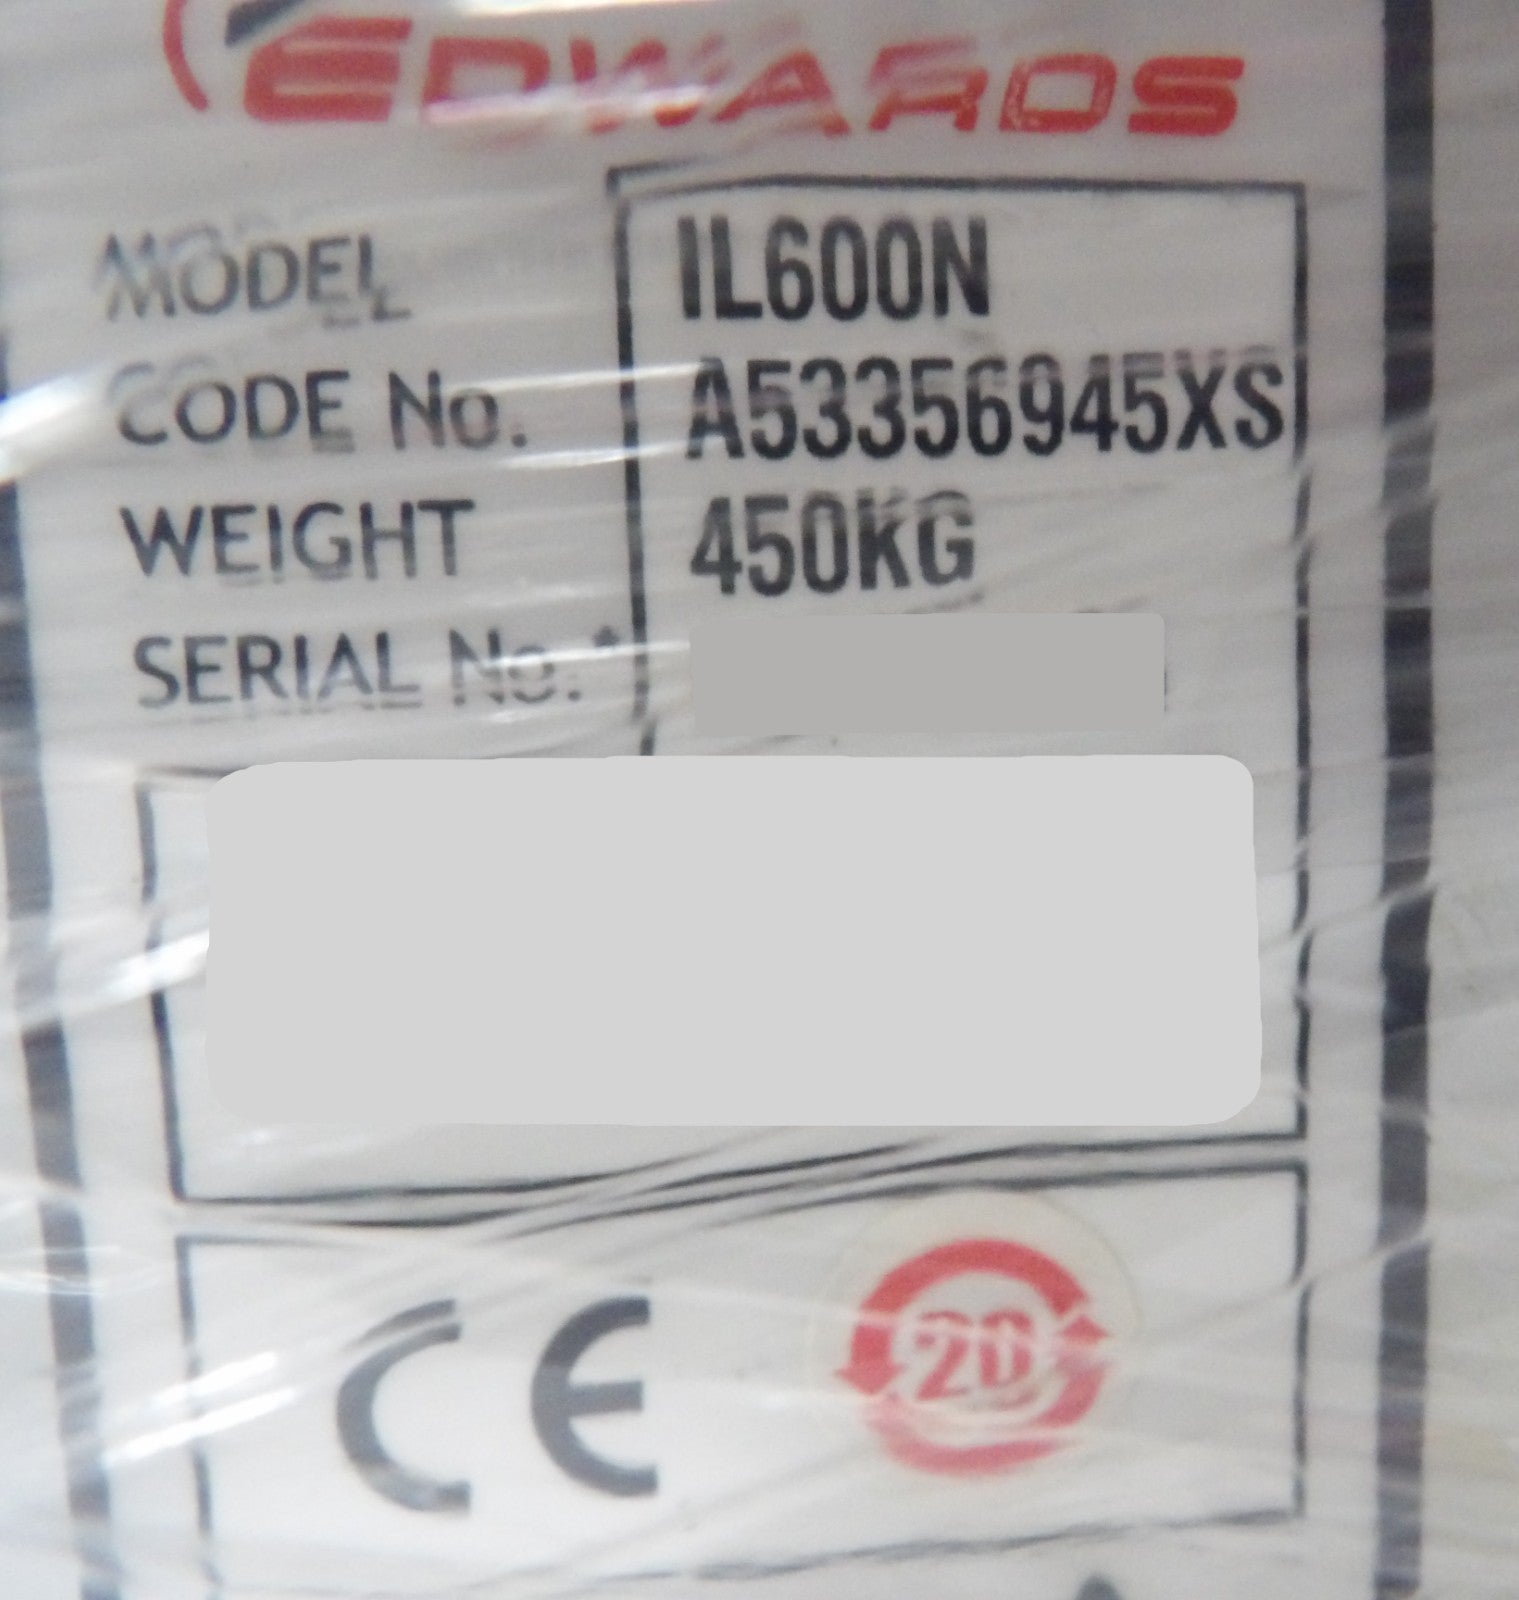 EDWARDS
MODEL IL600N
CODE No. A53356945XS
WEIGHT 450KG
SERIAL No.*
CE 20